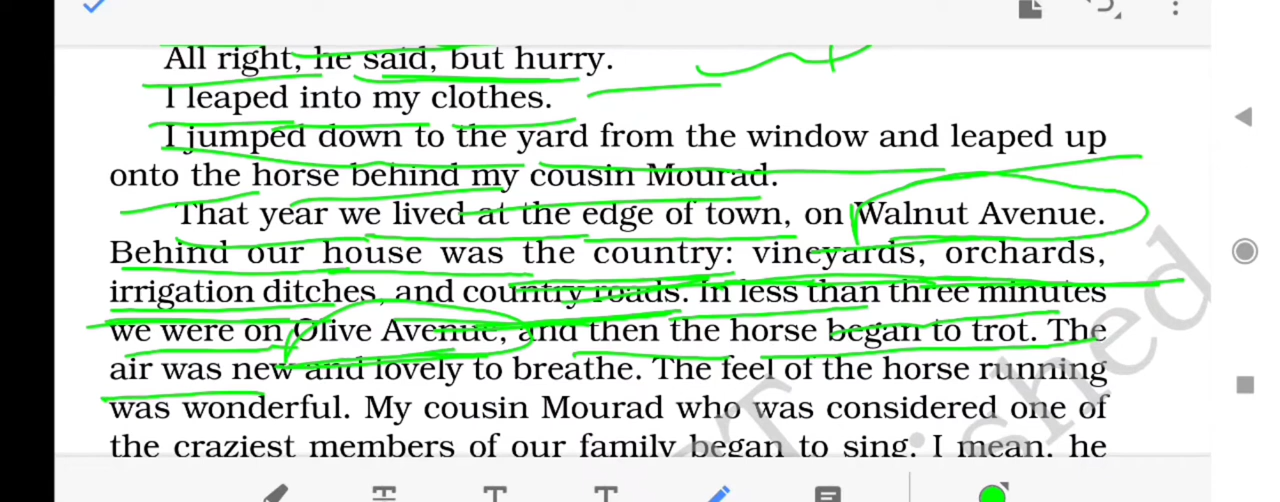 All right, he said, but hurry.
I leaped into my clothes.
I jumped down to the yard from the window and leaped up
onto the horse behind my cousin Mourad.
That year we lived at the edge of town, on Walnut Avenue.
Behind our house was the country: vineyards, orchards,
irrigation ditches, and country roads. In less than three minutes
we were on Olive Avenue, and then the horse began to trot. The
air was new and lovely to breathe. The feel of the horse running
was wonderful. My cousin Mourad who was considered one of
the craziest members of our family began to sing. I mean, he
ished
T T T